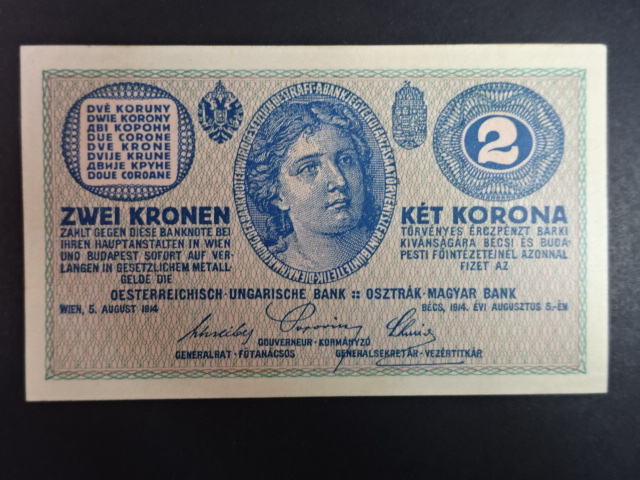 DVĚ KORUNY
DWIE KORONY
ДВІ КОРОНИ
DUE CORONE
DVE KRONE
DVIJE KRUNE
ДВИЈЕ КРУНЕ
DOUE COROANE
2
ZWEI KRONEN
ZAHLT GEGEN DIESE BANKNOTE BEI
IHREN HAUPTANSTALTEN IN WIEN
UND BUDAPEST SOFORT AUF VER-
LANGEN IN GESETZLICHEM METALL-
GELDE DIE
KÉT KORONA
TÖRVÉNYES ÉRCZPÉNZT BÁRKI
KIVÁNSÁGÁRA BÉCSI ÉS BUDA-
PESTI FŐINTÉZETEINÉL AZONNAL
FIZET AZ
OESTERREICHISCH-UNGARISCHE BANK :: OSZTRÁK-MAGYAR BANK
WIEN, 5. AUGUST 1914
BÉCS, 1914. ÉVI AUGUSTUS 5.-ÉN
GOUVERNEUR·KORMÁNYZÓ
GENERALRAT·FŐTANÁCSOS
GENERALSEKRETÄR·VEZÉRTITKÁR